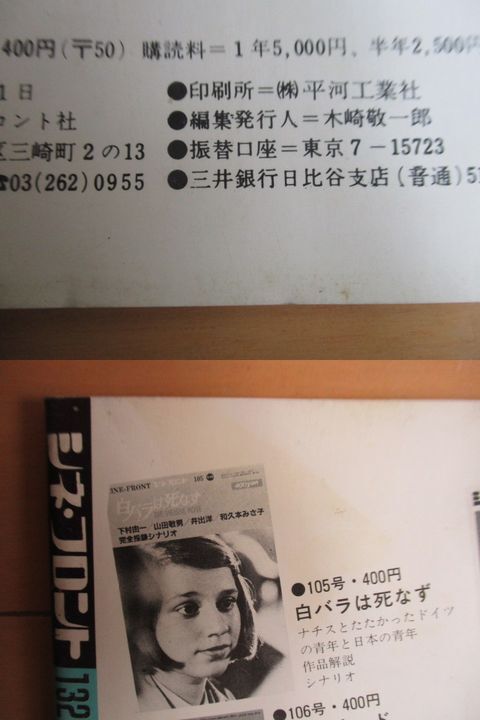 400円(〒50) 購読料=1年5,000円、半年2,500円
1日
●印刷所=㈱平河工業社
コント社
●編集発行人=木崎敬一郎
区三崎町2の13
●振替口座=東京7-15723
☎03(262)0955
●三井銀行日比谷支店(普通)51
シネ・フロント 132
INE-FRONT
105
白バラは死なず
下村由一 山田敏男/井出洋/和久本みさ子
完全採録シナリオ
●105号・400円
白バラは死なず
ナチスとたたかったドイツ
の青年と日本の青年
作品解説
シナリオ
●106号・400円
ド